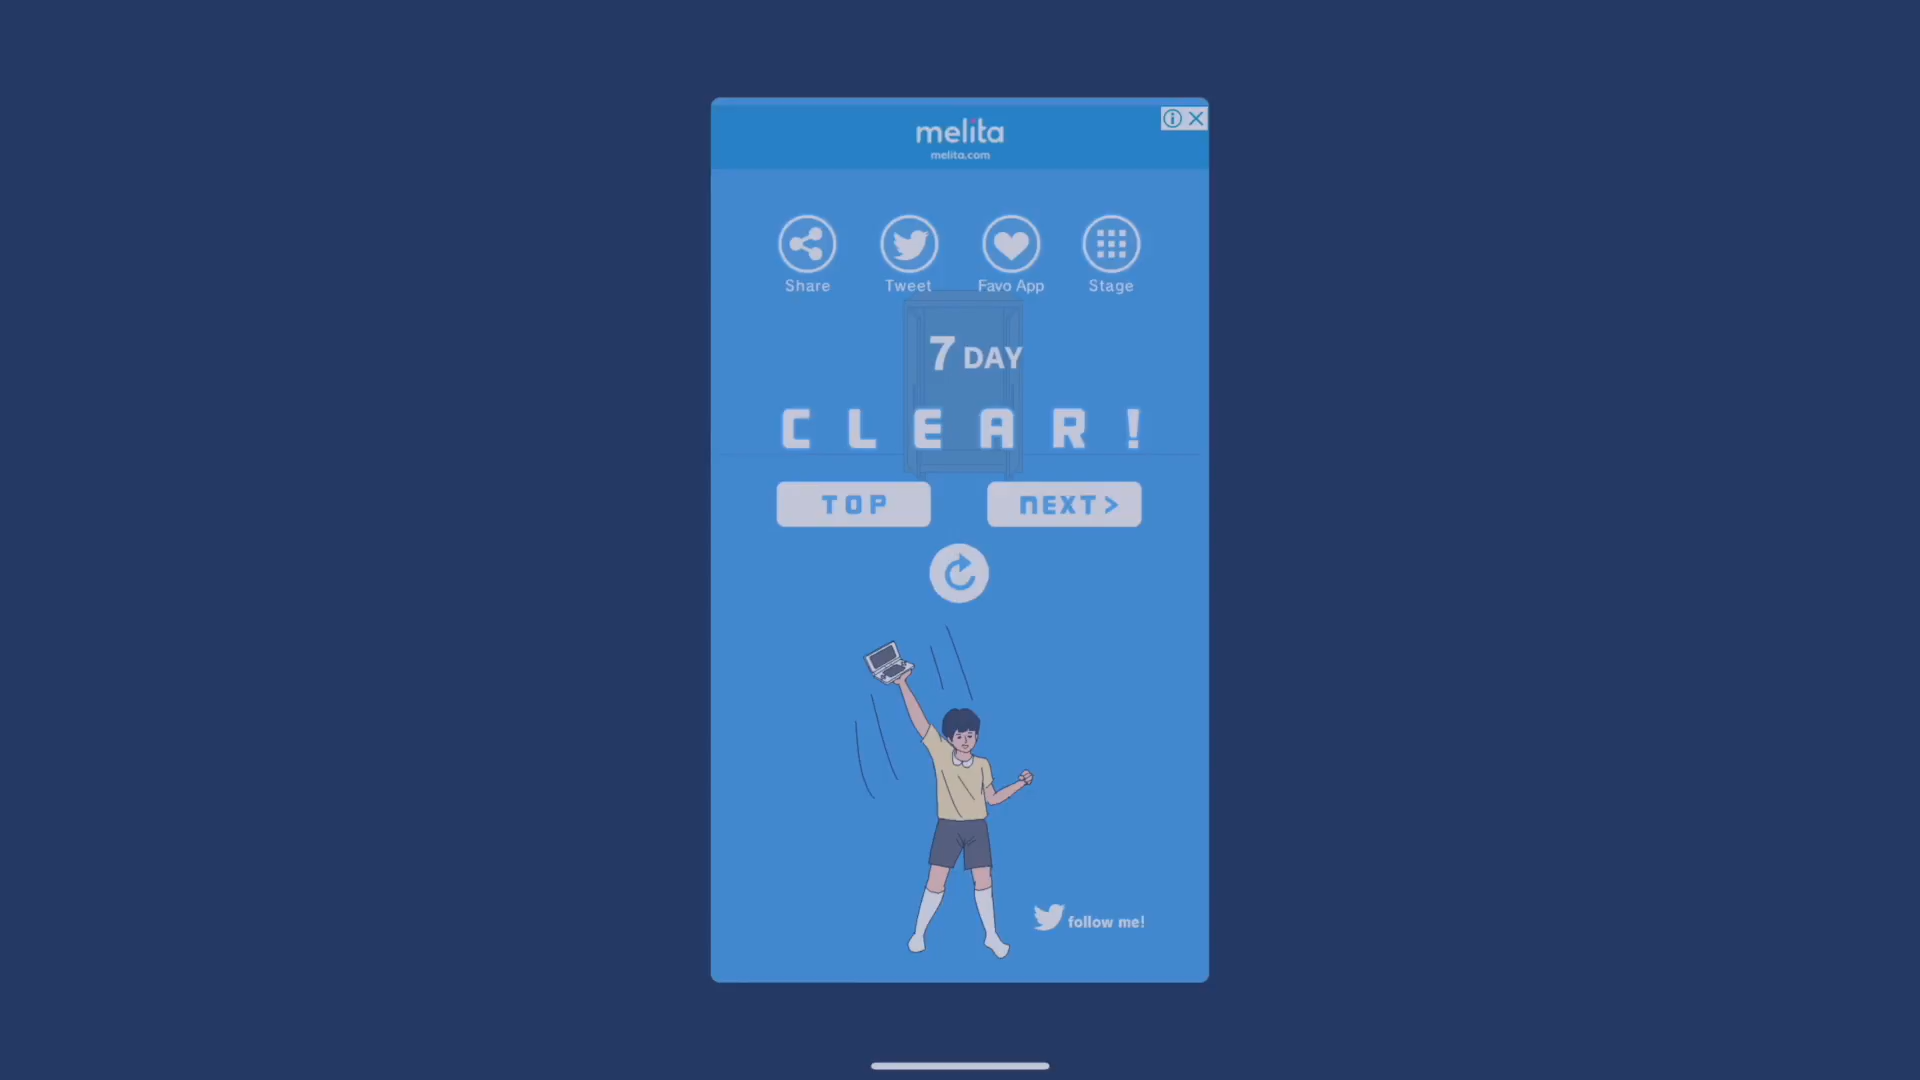 melita
melita.com
Share Tweet Favo App Stage
7 DAY
CLEAR!
TOP NEXT>
follow me!